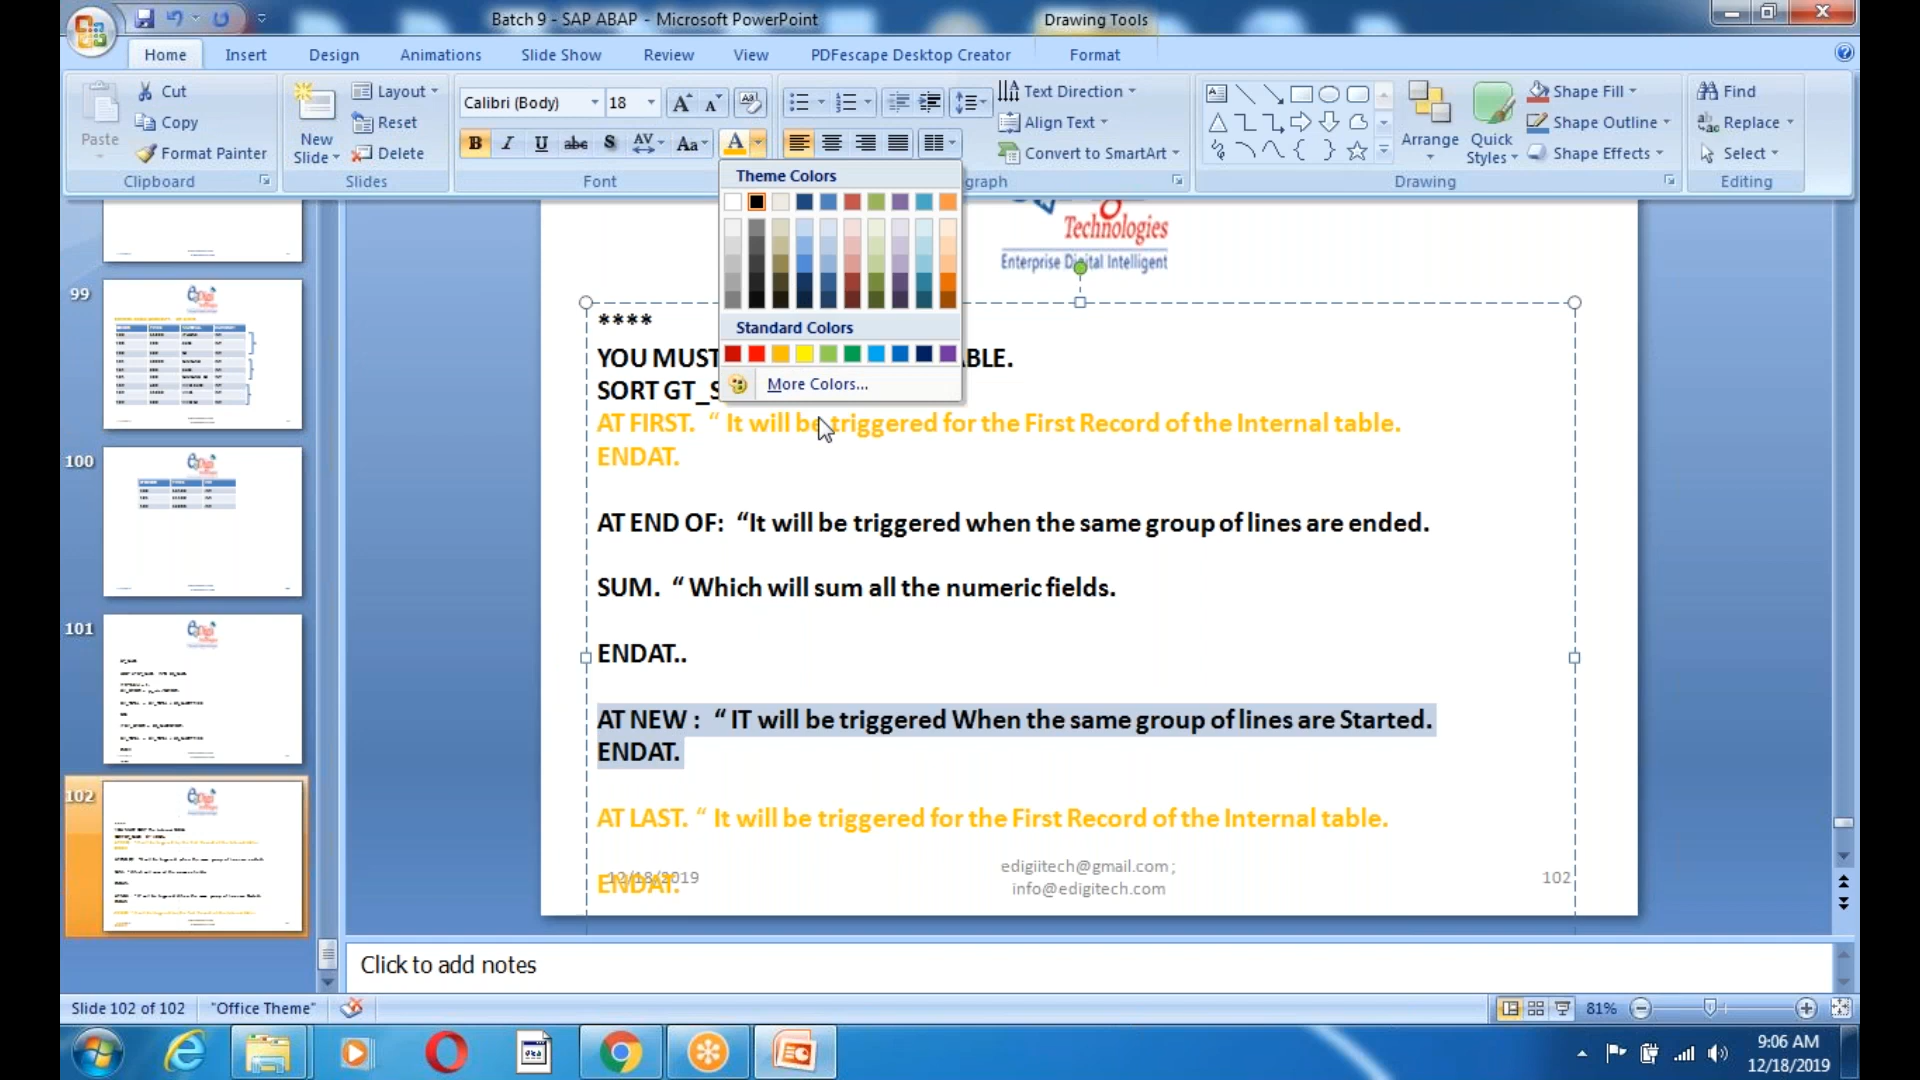 Batch 9 - SAP ABAP - Microsoft PowerPoint
Drawing Tools
Home Insert Design Animations Slide Show Review View PDFescape Desktop Creator Format
Paste
Cut
Copy
Format Painter
Clipboard
New Slide
Layout
Reset
Delete
Slides
Calibri (Body) 18
Font
Text Direction
Align Text
Convert to SmartArt
graph
Arrange
Quick Styles
Shape Fill
Shape Outline
Shape Effects
Drawing
Find
Replace
Select
Editing
Theme Colors
Standard Colors
More Colors...
99
100
101
102
Technologies
Enterprise Digital Intelligent
****
YOU MUST ABLE.
SORT GT_S
AT FIRST. “ It will be triggered for the First Record of the Internal table.
ENDAT.
AT END OF: “It will be triggered when the same group of lines are ended.
SUM. “ Which will sum all the numeric fields.
ENDAT..
AT NEW : “ IT will be triggered When the same group of lines are Started.
ENDAT.
AT LAST. “ It will be triggered for the First Record of the Internal table.
ENDAT.
12/18/2019
edigiitech@gmail.com;
info@edigitech.com
102
Click to add notes
Slide 102 of 102 "Office Theme" 81%
9:06 AM
12/18/2019